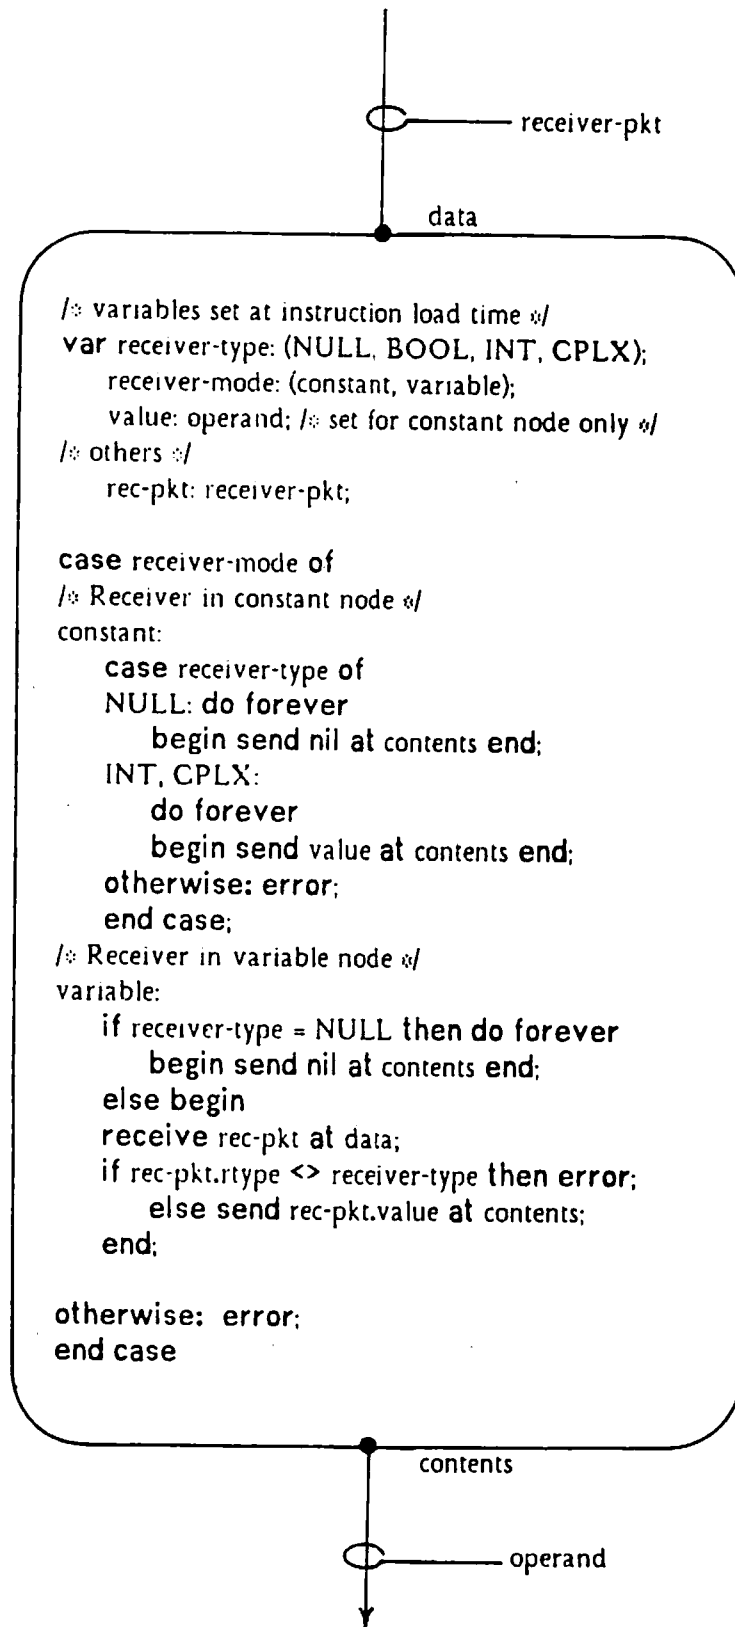 receiver-pkt
data
/* variables set at instruction load time */
var receiver-type: (NULL, BOOL, INT, CPLX);
receiver-mode: (constant, variable);
value: operand; /* set for constant node only */
/* others */
rec-pkt: receiver-pkt;
case receiver-mode of
/* Receiver in constant node */
constant:
case receiver-type of
NULL: do forever
begin send nil at contents end;
INT, CPLX:
do forever
begin send value at contents end;
otherwise: error;
end case;
/* Receiver in variable node */
variable:
if receiver-type = NULL then do forever
begin send nil at contents end;
else begin
receive rec-pkt at data;
if rec-pkt.rtype <> receiver-type then error;
else send rec-pkt.value at contents;
end;
otherwise: error;
end case
contents
operand